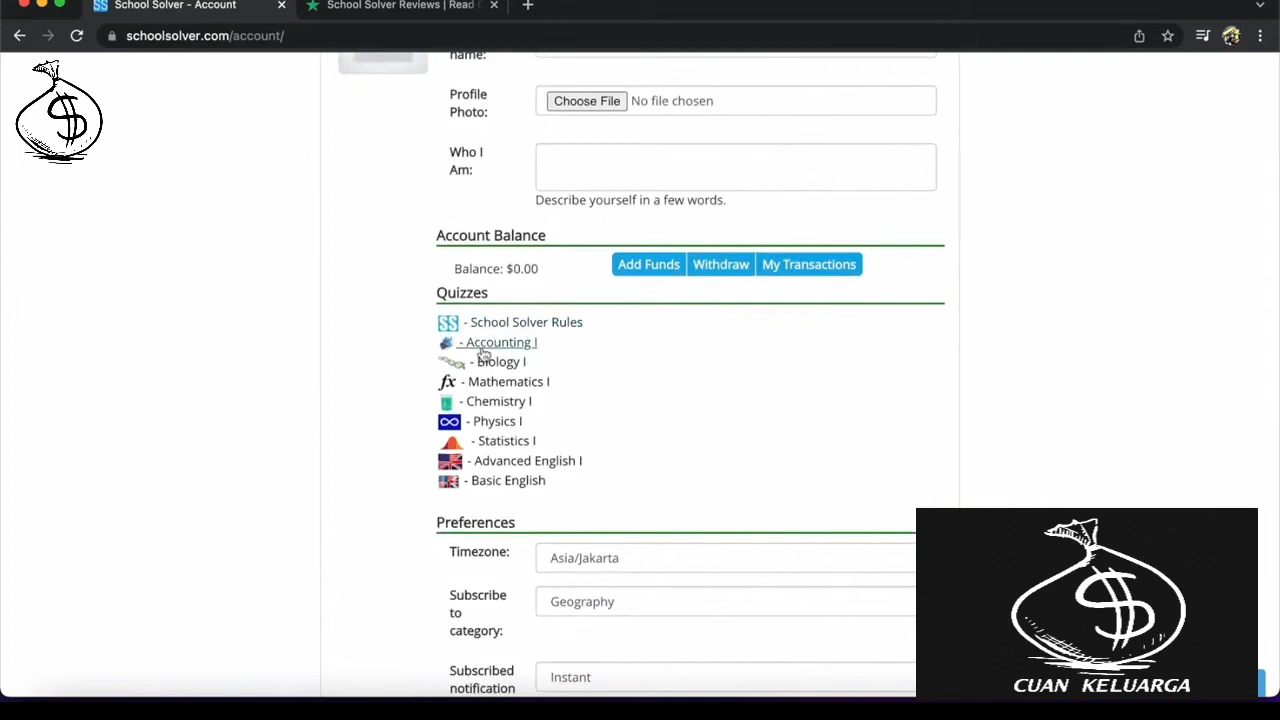 School Solver - Account
School Solver Reviews | Read
schoolsolver.com/account/
name:
Profile
Photo:
Choose File No file chosen
Who I
Am:
Describe yourself in a few words.
Account Balance
Balance: $0.00
Add Funds Withdraw My Transactions
Quizzes
SS - School Solver Rules
- Accounting I
- Biology I
fx - Mathematics I
- Chemistry I
- Physics I
- Statistics I
- Advanced English I
- Basic English
Preferences
Timezone:
Asia/Jakarta
Subscribe
to
category:
Geography
Subscribed
notification
Instant
$
$
CUAN KELUARGA